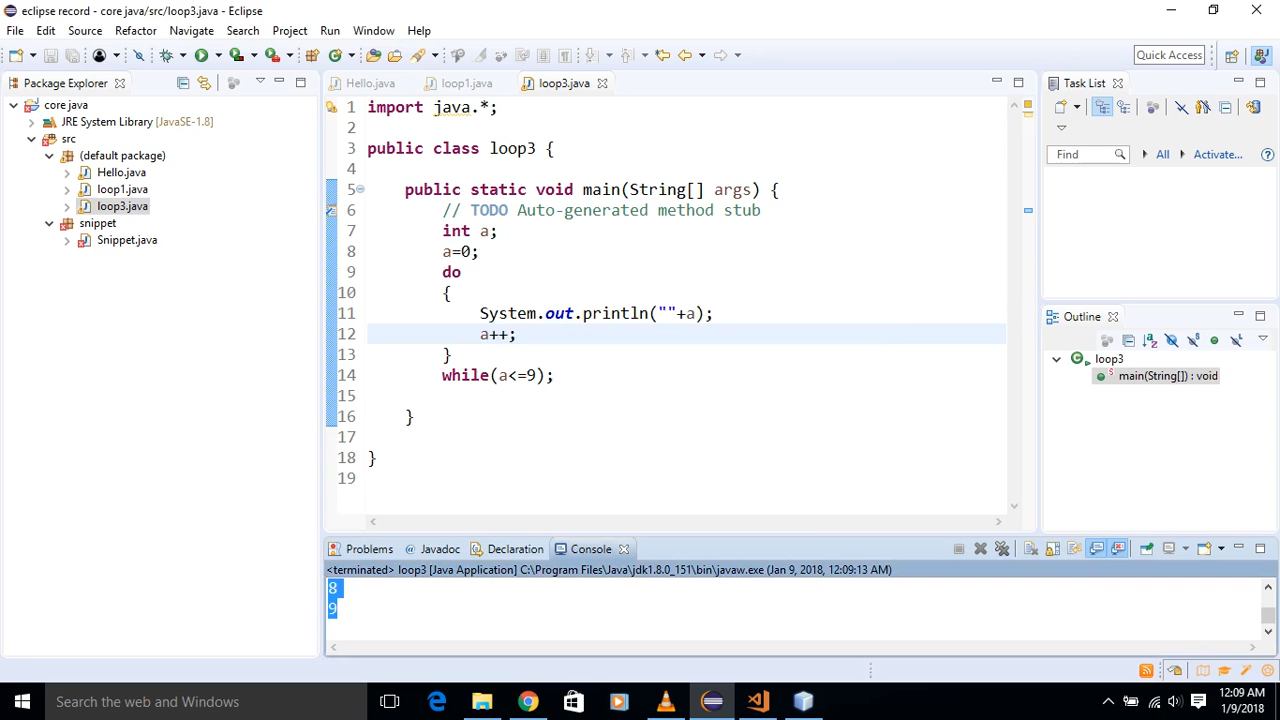 eclipse record - core java/src/loop3.java - Eclipse
File Edit Source Refactor Navigate Search Project Run Window Help
Quick Access
Package Explorer
Hello.java
loop1.java
loop3.java
Task List
core java
JRE System Library [JavaSE-1.8]
src
(default package)
Hello.java
loop1.java
loop3.java
snippet
Snippet.java
1 import java.*;
2
3 public class loop3 {
4
5 public static void main(String[] args) {
6 // TODO Auto-generated method stub
7 int a;
8 a=0;
9 do
10 {
11 System.out.println(""+a);
12 a++;
13 }
14 while(a<=9);
15
16 }
17
18 }
19
Find All Activate...
Outline
loop3
main(String[]) : void
Problems @ Javadoc Declaration Console
<terminated> loop3 [Java Application] C:\Program Files\Java\jdk1.8.0_151\bin\javaw.exe (Jan 9, 2018, 12:09:13 AM)
8
9
Search the web and Windows
12:09 AM
1/9/2018